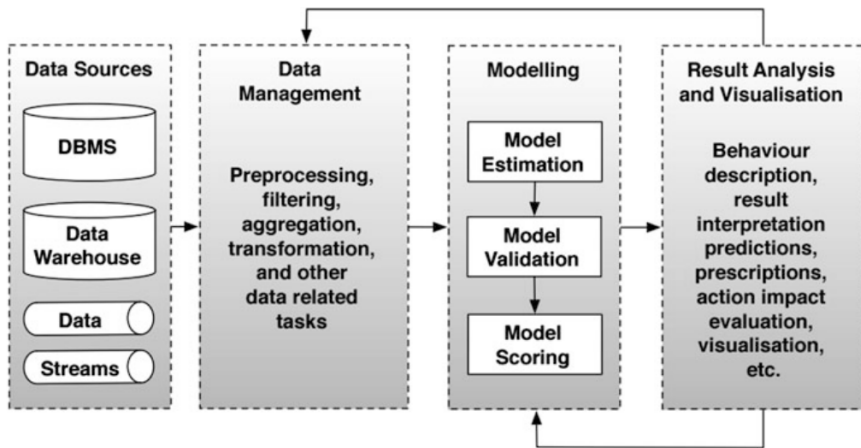 Data Sources
DBMS
Data
Warehouse
Data
Streams
Data
Management
Preprocessing,
filtering,
aggregation,
transformation,
and other
data related
tasks
Modelling
Model
Estimation
Model
Validation
Model
Scoring
Result Analysis
and Visualisation
Behaviour
description,
result
interpretation
predictions,
prescriptions,
action impact
evaluation,
visualisation,
etc.